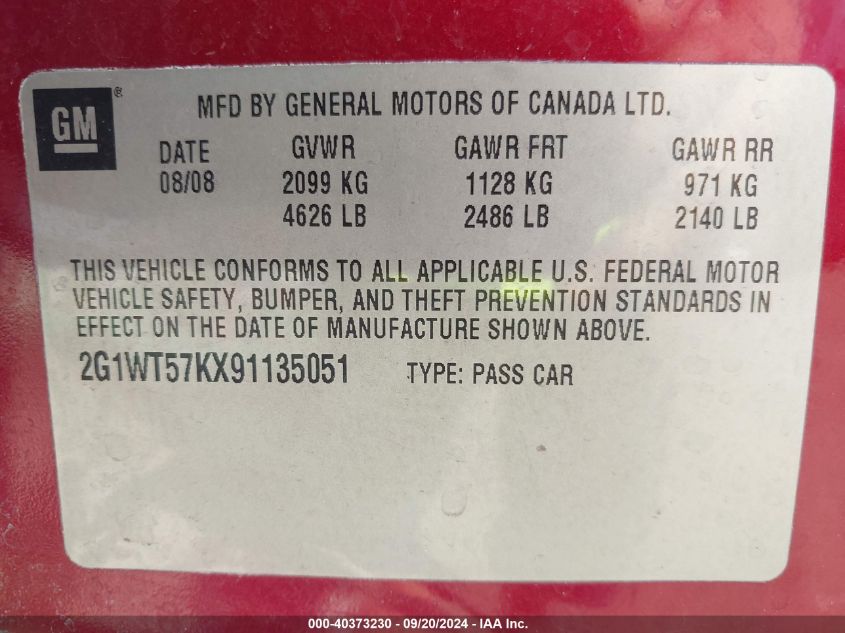 GM ®
MFD BY GENERAL MOTORS OF CANADA LTD.
DATE GVWR GAWR FRT GAWR RR
08/08 2099 KG 1128 KG 971 KG
4626 LB 2486 LB 2140 LB
THIS VEHICLE CONFORMS TO ALL APPLICABLE U.S. FEDERAL MOTOR
VEHICLE SAFETY, BUMPER, AND THEFT PREVENTION STANDARDS IN
EFFECT ON THE DATE OF MANUFACTURE SHOWN ABOVE.
2G1WT57KX91135051 TYPE: PASS CAR
000-40373230 - 09/20/2024 - IAA Inc.